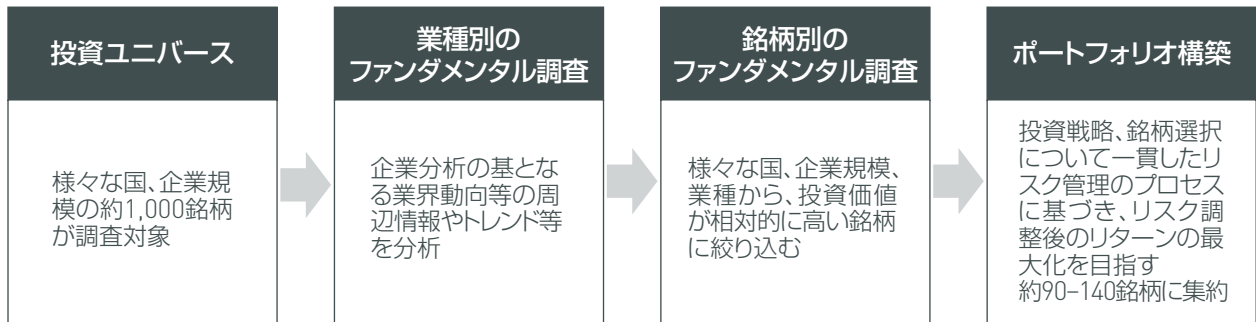 投資ユニバース
様々な国、企業規
模の約1,000銘柄
が調査対象
業種別の
ファンダメンタル調査
企業分析の基とな
る業界動向等の周
辺情報やトレンド等
を分析
銘柄別の
ファンダメンタル調査
様々な国、企業規模、
業種から、投資価値
が相対的に高い銘柄
に絞り込む
ポートフォリオ構築
投資戦略、銘柄選択
について一貫したリ
スク管理のプロセス
に基づき、リスク調
整後のリターンの最
大化を目指す
約90–140銘柄に集約